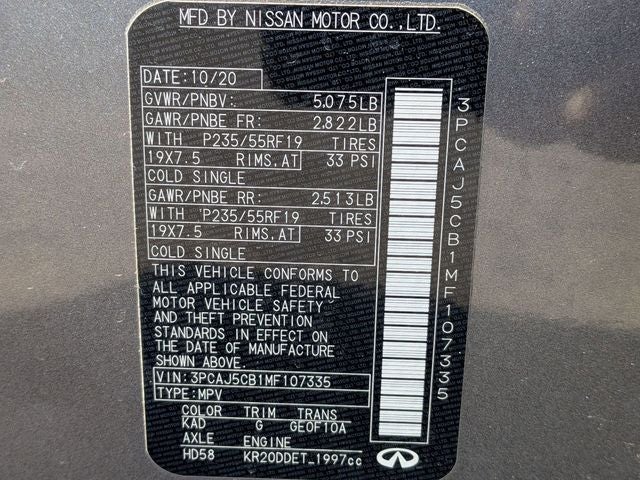 MFD BY NISSAN MOTOR CO.,LTD.
DATE: 10/20
GVWR/PNBV: 5.075LB
GAWR/PNBE FR: 2.822LB
WITH P235/55RF19 TIRES
19X7.5 RIMS.AT 33 PSI
COLD SINGLE
GAWR/PNBE RR: 2.513LB
WITH P235/55RF19 TIRES
19X7.5 RIMS.AT 33 PSI
COLD SINGLE
THIS VEHICLE CONFORMS TO
ALL APPLICABLE FEDERAL
MOTOR VEHICLE SAFETY
AND THEFT PREVENTION
STANDARDS IN EFFECT ON
THE DATE OF MANUFACTURE
SHOWN ABOVE.
VIN: 3PCAJ5CB1MF107335
TYPE: MPV
COLOR TRIM TRANS
KAD G GE0F10A
AXLE ENGINE
HD58 KR20DDET_1997cc
3PCAJ5CB1MF107335